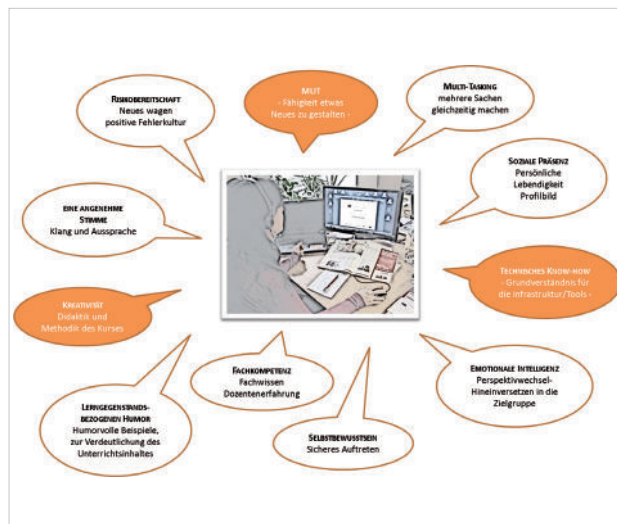 MUT
- Fähigkeit etwas
Neues zu gestalten -
MULTI-TASKING
mehrere Sachen
gleichzeitig machen
RISIKOBEREITSCHAFT
Neues wagen
positive Fehlerkultur
SOZIALE PRÄSENZ
Persönliche
Lebendigkeit
Profilbild
EINE ANGENEHME
STIMME
Klang und Aussprache
TECHNISCHES KNOW-HOW
- Grundverständnis für
die Infrastruktur/Tools -
KREATIVITÄT
Didaktik und
Methodik des Kurses
FACHKOMPETENZ
Fachwissen
Dozentenerfahrung
EMOTIONALE INTELLIGENZ
Perspektivwechsel-
Hineinversetzen in die
Zielgruppe
LERNGEGENSTANDS-
BEZOGENEN HUMOR
Humorvolle Beispiele,
zur Verdeutlichung des
Unterrichtsinhaltes
SELBSTBEWUSSTSEIN
Sicheres Auftreten